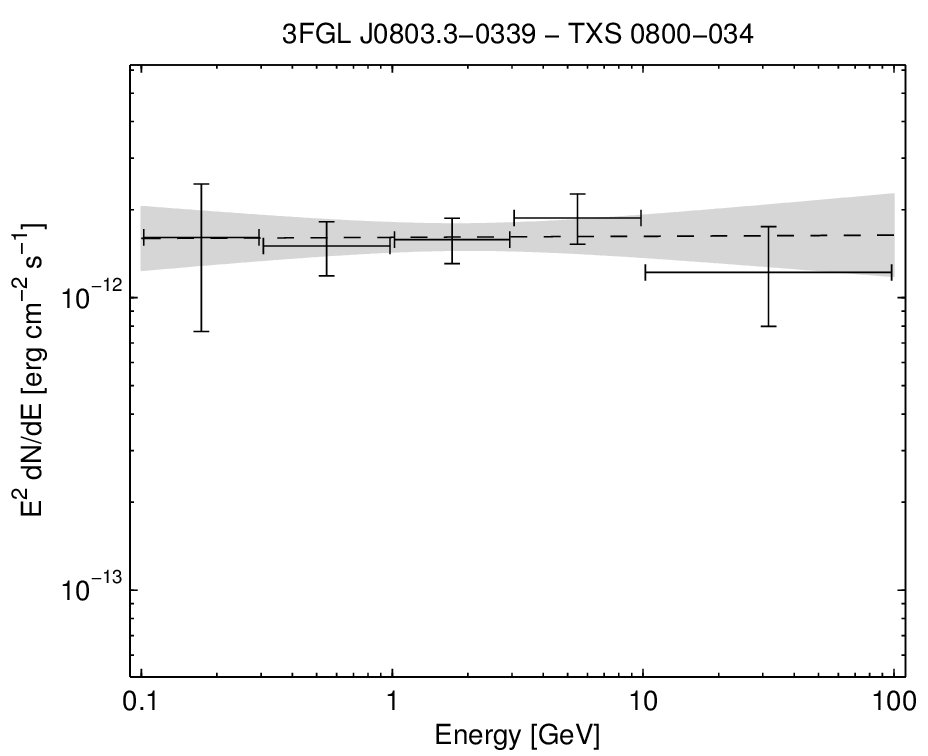 3FGL J0803.3−0339 − TXS 0800−034
E² dN/dE [erg cm⁻² s⁻¹]
10⁻¹²
10⁻¹³
0.1 1 10 100
Energy [GeV]